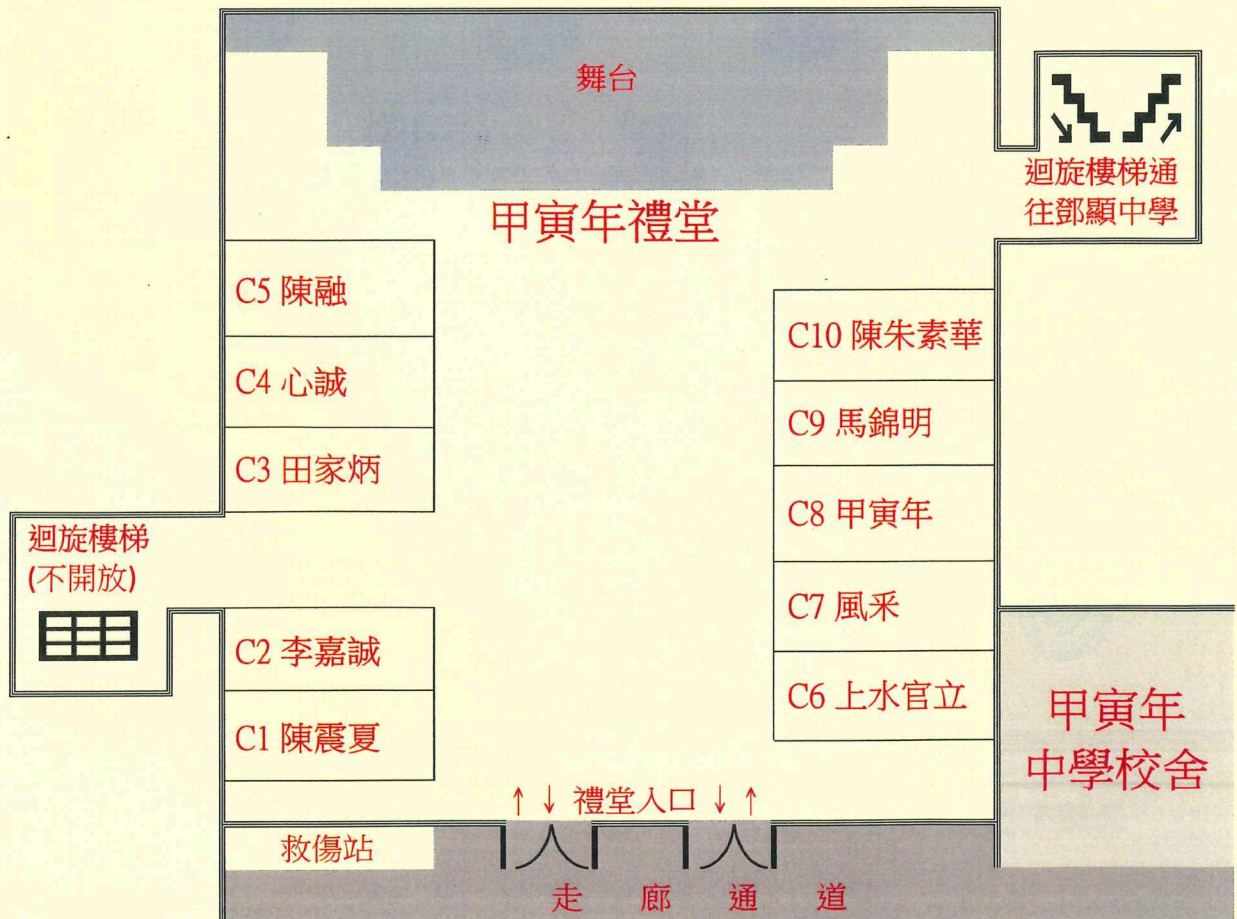 舞台
迴旋樓梯通
往鄧顯中學
甲寅年禮堂
C5 陳融
C4 心誠
C3 田家炳
C10 陳朱素華
C9 馬錦明
C8 甲寅年
C7 風采
C6 上水官立
迴旋樓梯
(不開放)
C2 李嘉誠
C1 陳震夏
甲寅年
中學校舍
↑ ↓ 禮堂入口 ↓ ↑
救傷站
走 廊 通 道